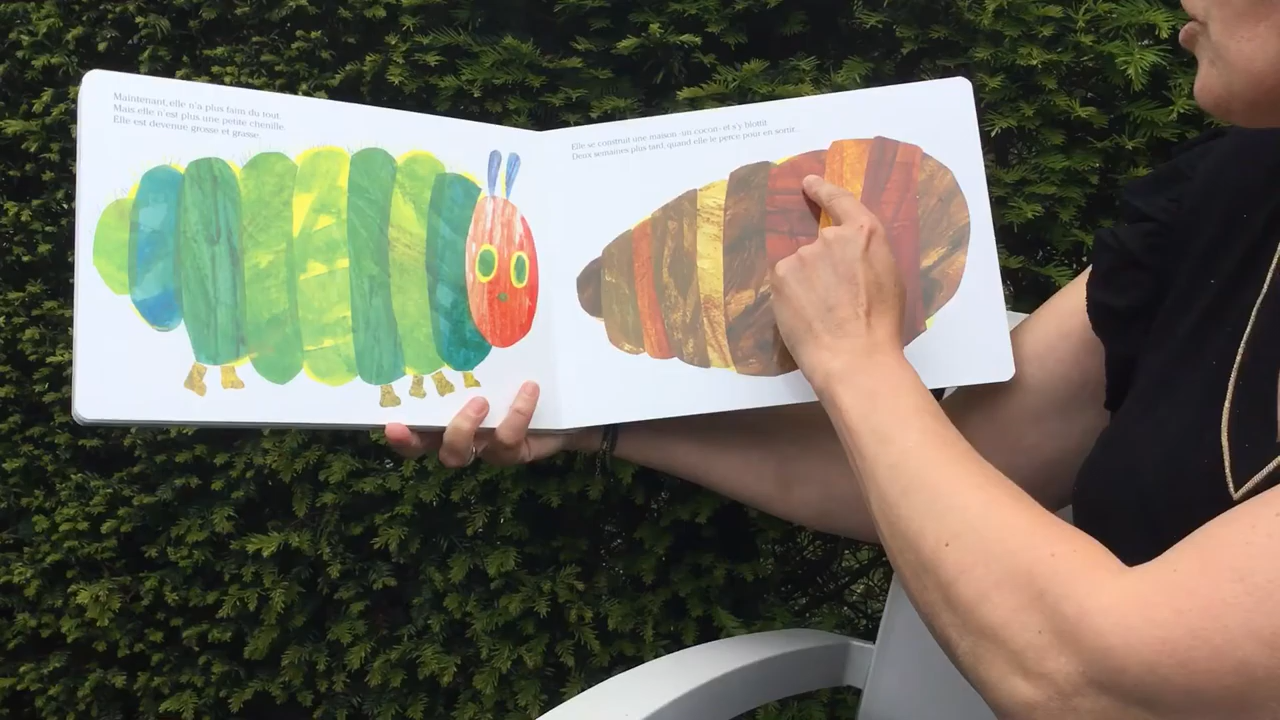 Maintenant, elle n'a plus faim du tout.
Mais elle n'est plus une petite chenille.
Elle est devenue grosse et grasse.
Elle se construit une maison -un cocon- et s'y blottit.
Deux semaines plus tard, quand elle le perce pour en sortir...